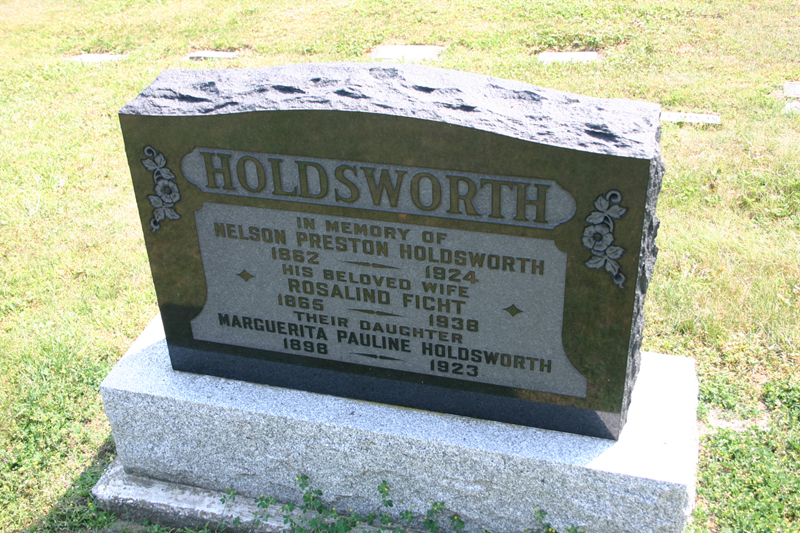 HOLDSWORTH
IN MEMORY OF
NELSON PRESTON HOLDSWORTH
1862 1924
HIS BELOVED WIFE
ROSALIND FICHT
1865 1938
THEIR DAUGHTER
MARGUERITA PAULINE HOLDSWORTH
1898 1923